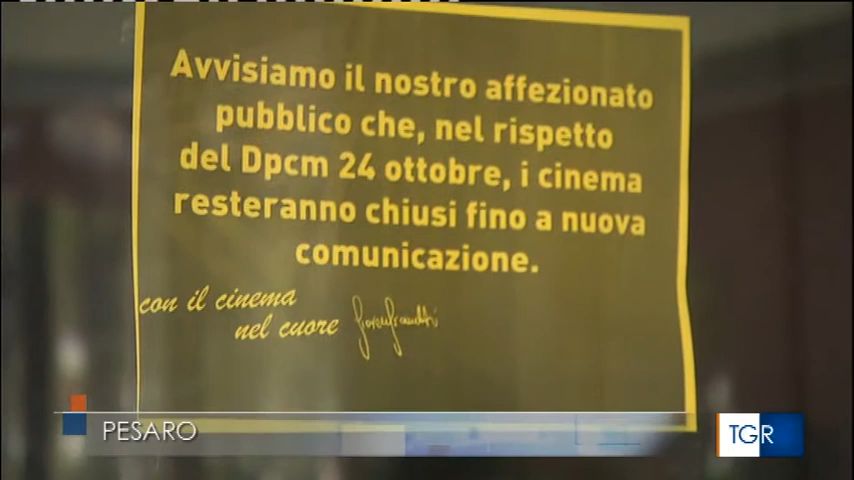 Avvisiamo il nostro affezionato
pubblico che, nel rispetto
del Dpcm 24 ottobre, i cinema
resteranno chiusi fino a nuova
comunicazione.
con il cinema
nel cuore
PESARO
TGR